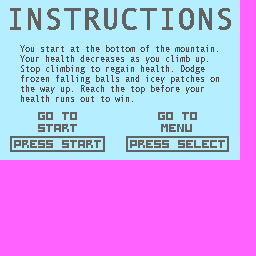 INSTRUCTIONS
You start at the bottom of the mountain.
Your health decreases as you climb up.
Stop climbing to regain health. Dodge
frozen falling balls and icey patches on
the way up. Reach the top before your
health runs out to win.
GO TO START
PRESS START
GO TO MENU
PRESS SELECT